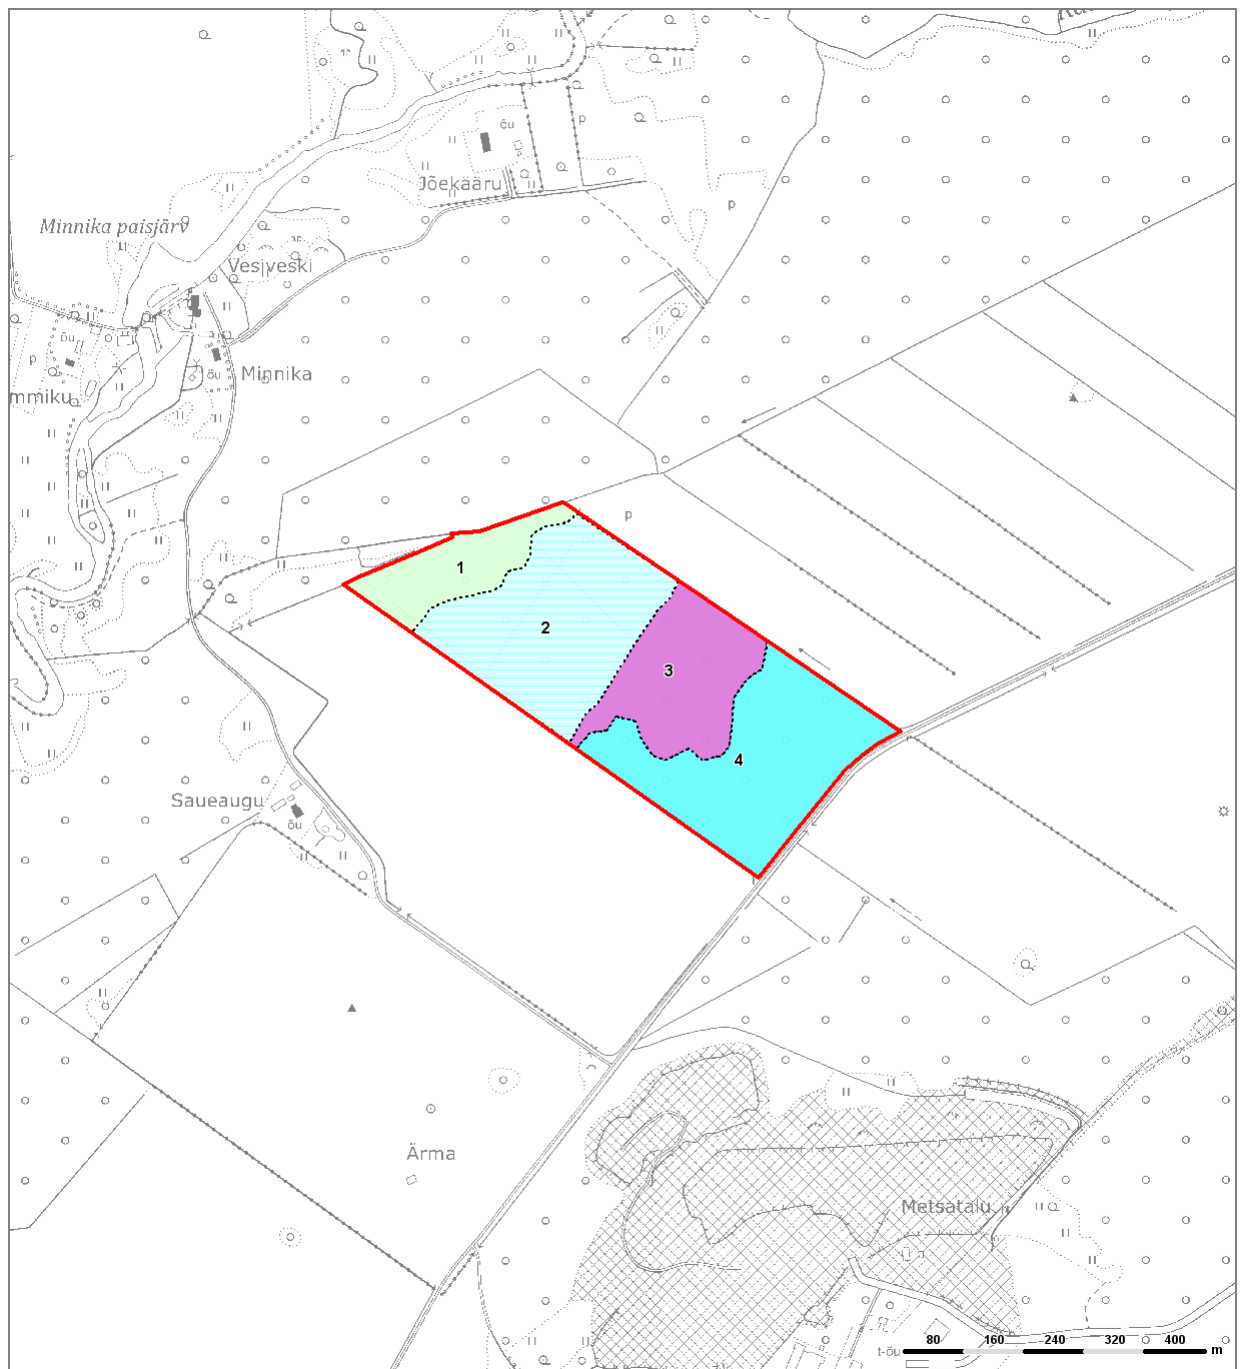 õu
p
Jõekääru
p
Minnika paisjärv
Vesiveski
õu
p
õu
Minnika
mmiku
p
1
2
3
4
Saueaugu
õu
Ärma
Metsatalu
80 160 240 320 400 m
t-õu